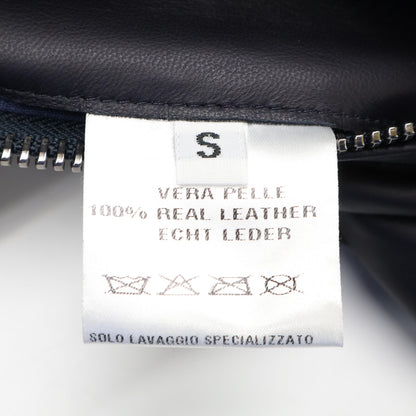 S
VERA PELLE
100% REAL LEATHER
ECHT LEDER
SOLO LAVAGGIO SPECIALIZZATO